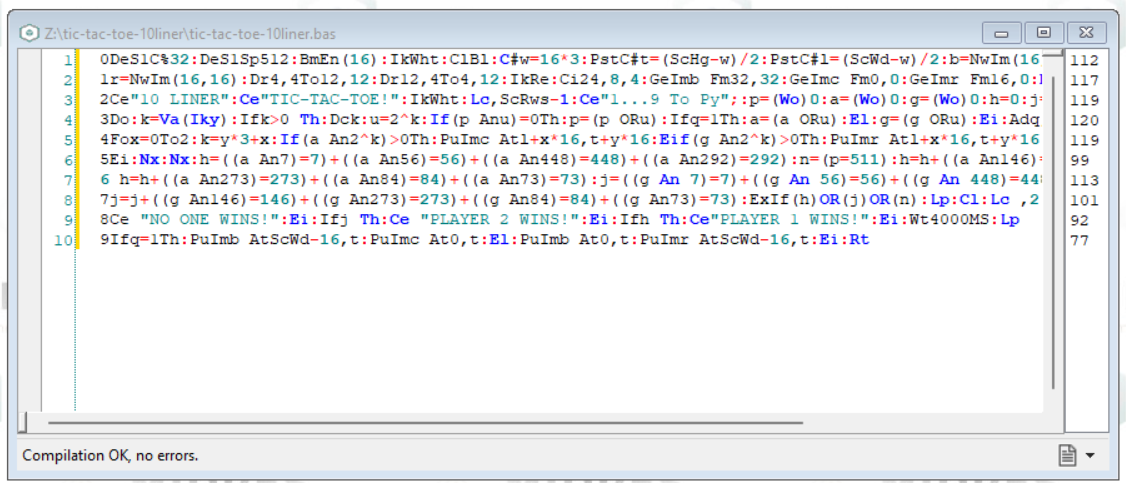 Z:\tic-tac-toe-10liner\tic-tac-toe-10liner.bas
1 0DeS1C%32:DeS1Sp512:BmEn(16):IkWht:ClBl:C#w=16*3:PstC#t=(ScHg-w)/2:PstC#l=(ScWd-w)/2:b=NwIm(16 112
2 1r=NwIm(16,16):Dr4,4To12,12:Dr12,4To4,12:IkRe:Ci24,8,4:GeImb Fm32,32:GeImc Fm0,0:GeImr Fm16,0: 117
3 2Ce"10 LINER":Ce"TIC-TAC-TOE!":IkWht:Lc,ScRws-1:Ce"1...9 To Py";:p=(Wo)0:a=(Wo)0:g=(Wo)0:h=0:j= 119
4 3Do:k=Va(Iky):Ifk>0 Th:Dck:u=2^k:If(p Anu)=0Th:p=(p ORu):Ifq=1Th:a=(a ORu):El:g=(g ORu):Ei:Adq 120
5 4Fox=0To2:k=y*3+x:If(a An2^k)>0Th:PuImc Atl+x*16,t+y*16:Eif(g An2^k)>0Th:PuImr Atl+x*16,t+y*16 119
6 5Ei:Nx:Nx:h=((a An7)=7)+((a An56)=56)+((a An448)=448)+((a An292)=292):n=(p=511):h=h+((a An146)= 99
7 6 h=h+((a An273)=273)+((a An84)=84)+((a An73)=73):j=((g An 7)=7)+((g An 56)=56)+((g An 448)=44 113
8 7j=j+((g An146)=146)+((g An273)=273)+((g An84)=84)+((g An73)=73):ExIf(h)OR(j)OR(n):Lp:Cl:Lc ,2 101
9 8Ce "NO ONE WINS!":Ei:Ifj Th:Ce "PLAYER 2 WINS!":Ei:Ifh Th:Ce"PLAYER 1 WINS!":Ei:Wt4000MS:Lp 92
10 9Ifq=1Th:PuImb AtScWd-16,t:PuImc At0,t:El:PuImb At0,t:PuImr AtScWd-16,t:Ei:Rt 77
Compilation OK, no errors.